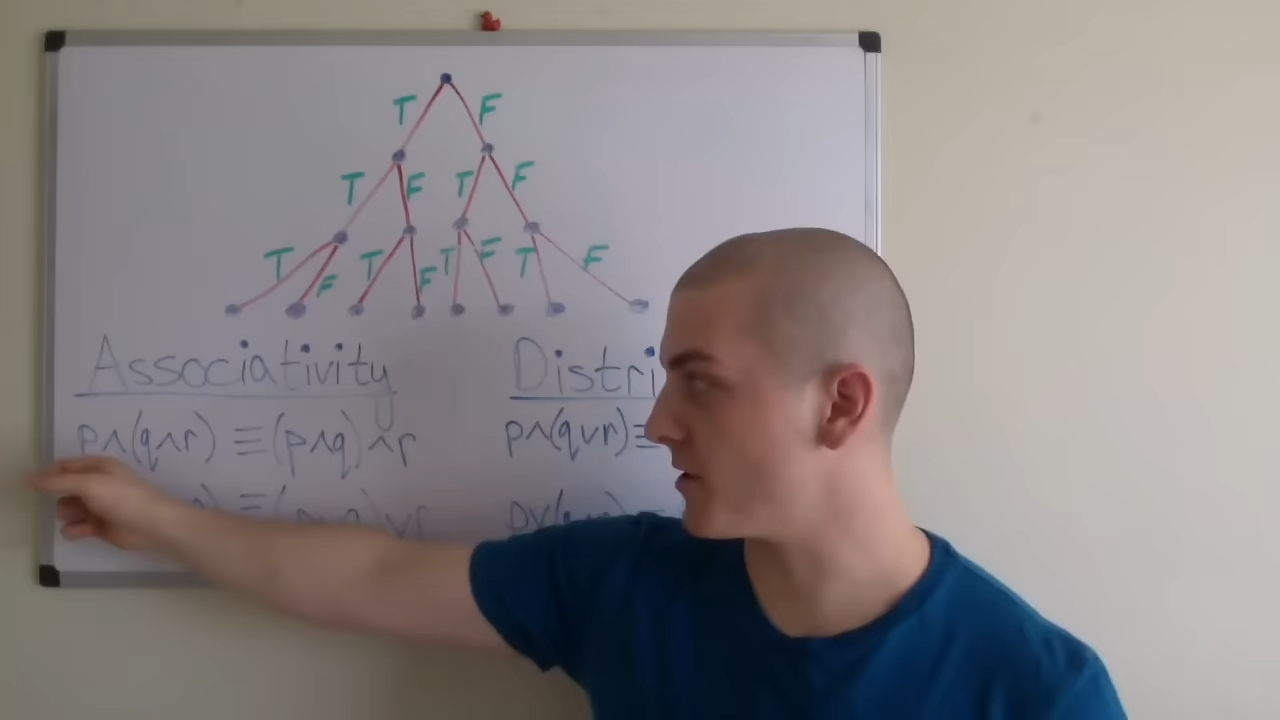 T F
T F T F
T F T F T F T F
Associativity Distri
p∧(q∧r) ≡ (p∧q)∧r p∧(q∨r)≡
) ≡ (p∨q)∨r p∨(q∧r) ≡